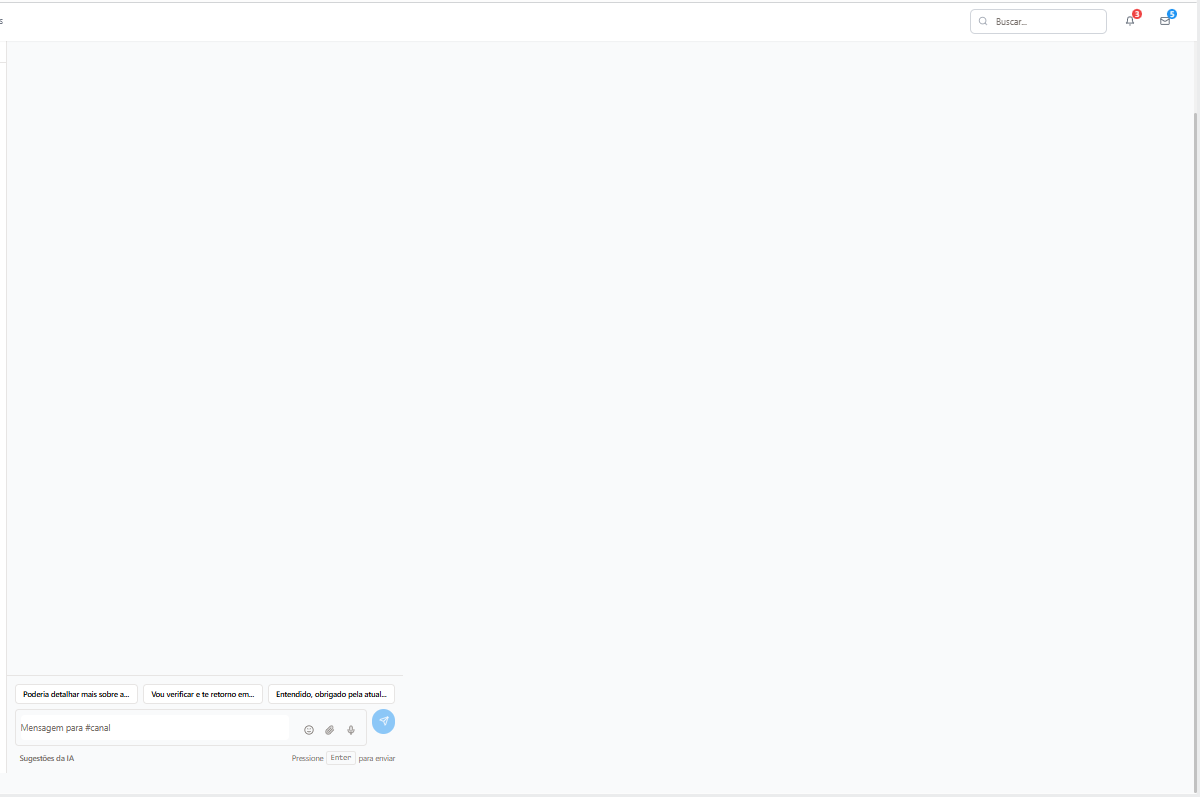 s
Buscar...
3
5
Poderia detalhar mais sobre a...
Vou verificar e te retorno em...
Entendido, obrigado pela atual...
Mensagem para #canal
Sugestões da IA
Pressione Enter para enviar